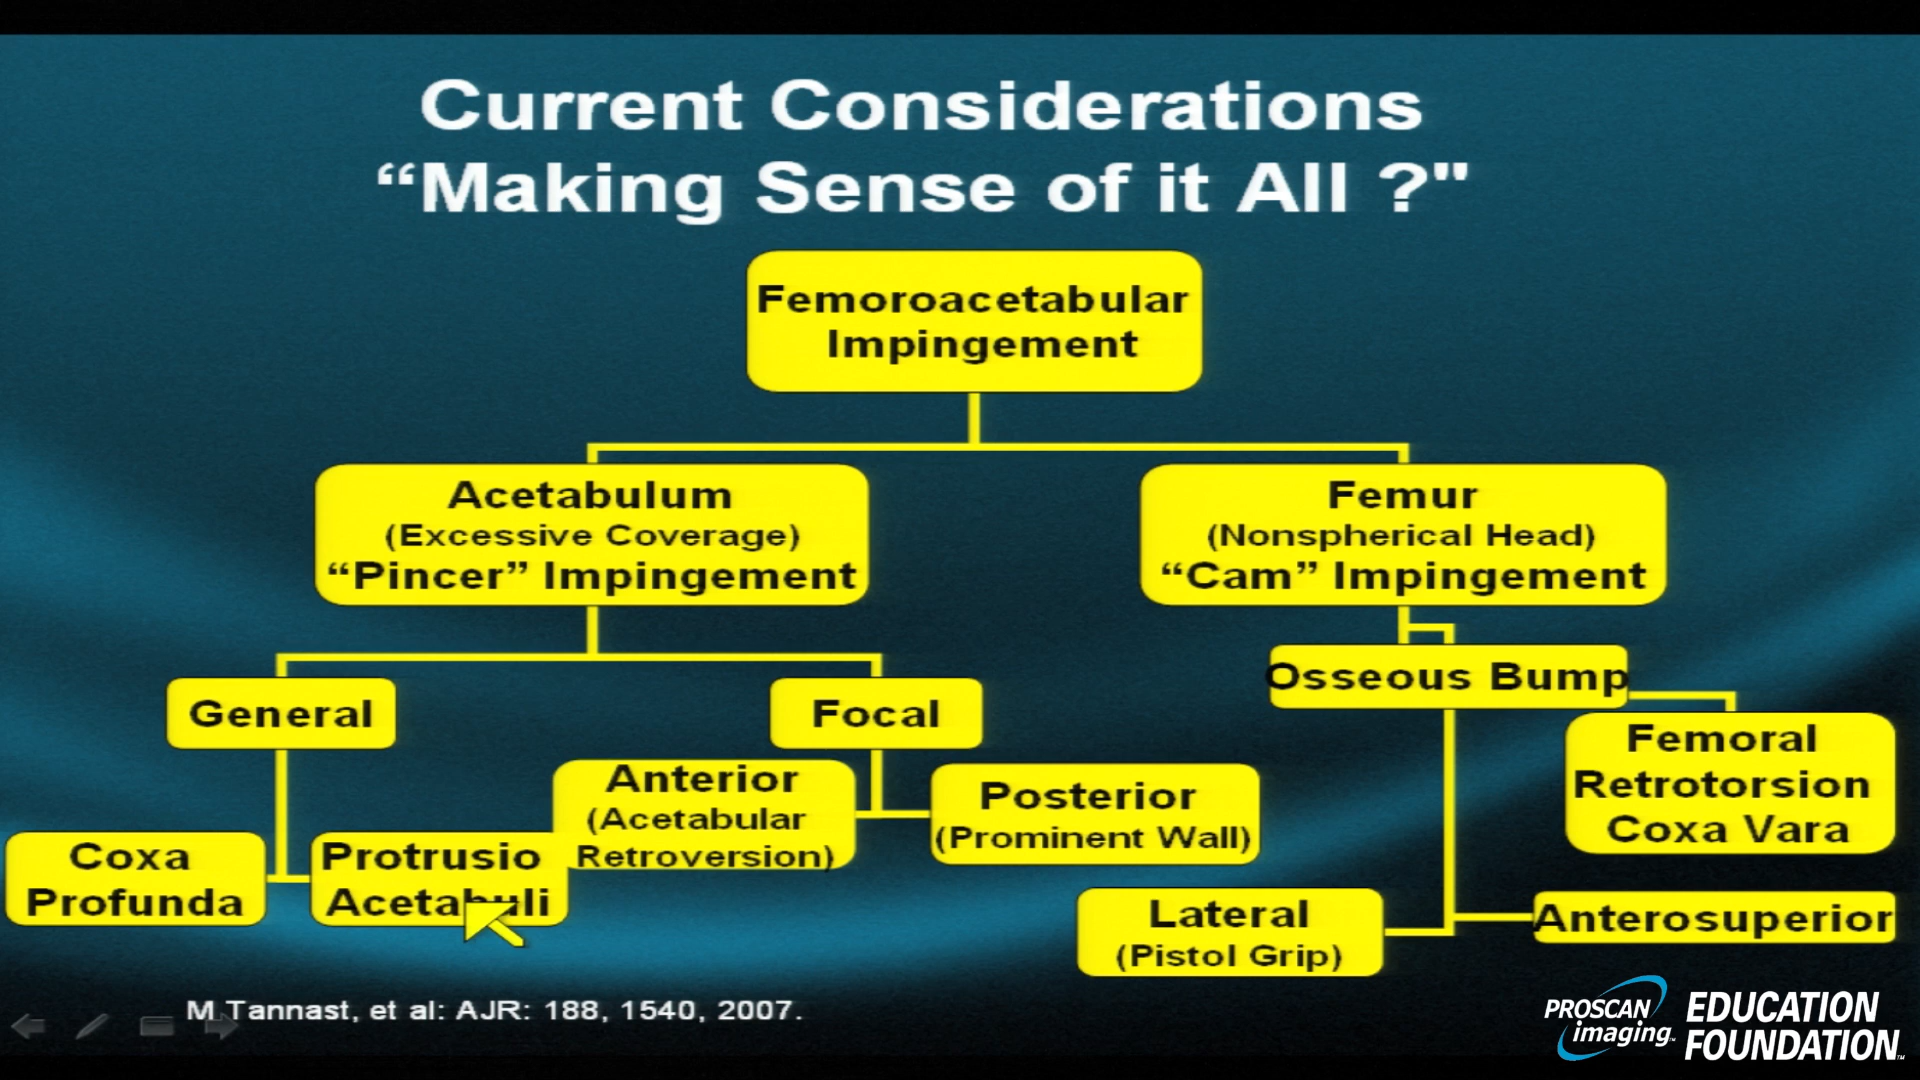 Current Considerations
“Making Sense of it All ?"
Femoroacetabular
Impingement
Acetabulum
(Excessive Coverage)
“Pincer” Impingement
Femur
(Nonspherical Head)
“Cam” Impingement
General
Focal
Osseous Bump
Femoral
Retrotorsion
Coxa Vara
Anterior
(Acetabular
Retroversion)
Posterior
(Prominent Wall)
Coxa
Profunda
Protrusio
Acetabuli
Lateral
(Pistol Grip)
Anterosuperior
M Tannast, et al: AJR: 188, 1540, 2007.
PROSCAN
imaging
EDUCATION
FOUNDATION